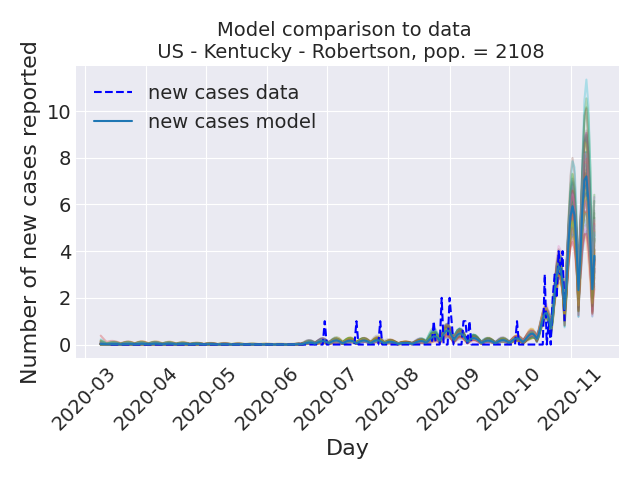 Model comparison to data
US - Kentucky - Robertson, pop. = 2108
Number of new cases reported
new cases data
new cases model
10
8
6
4
2
0
2020-03
2020-04
2020-05
2020-06
2020-07
2020-08
2020-09
2020-10
2020-11
Day